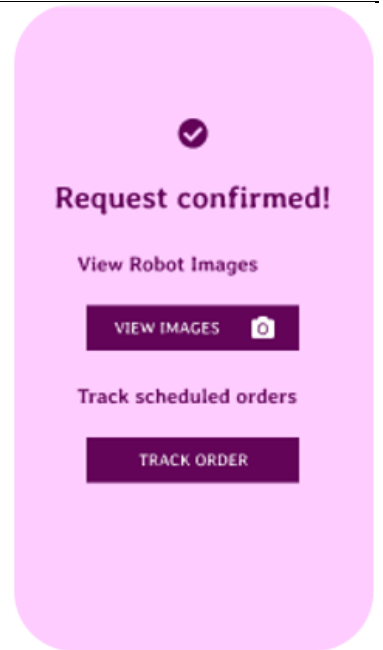 Request confirmed!
View Robot Images
VIEW IMAGES
Track scheduled orders
TRACK ORDER